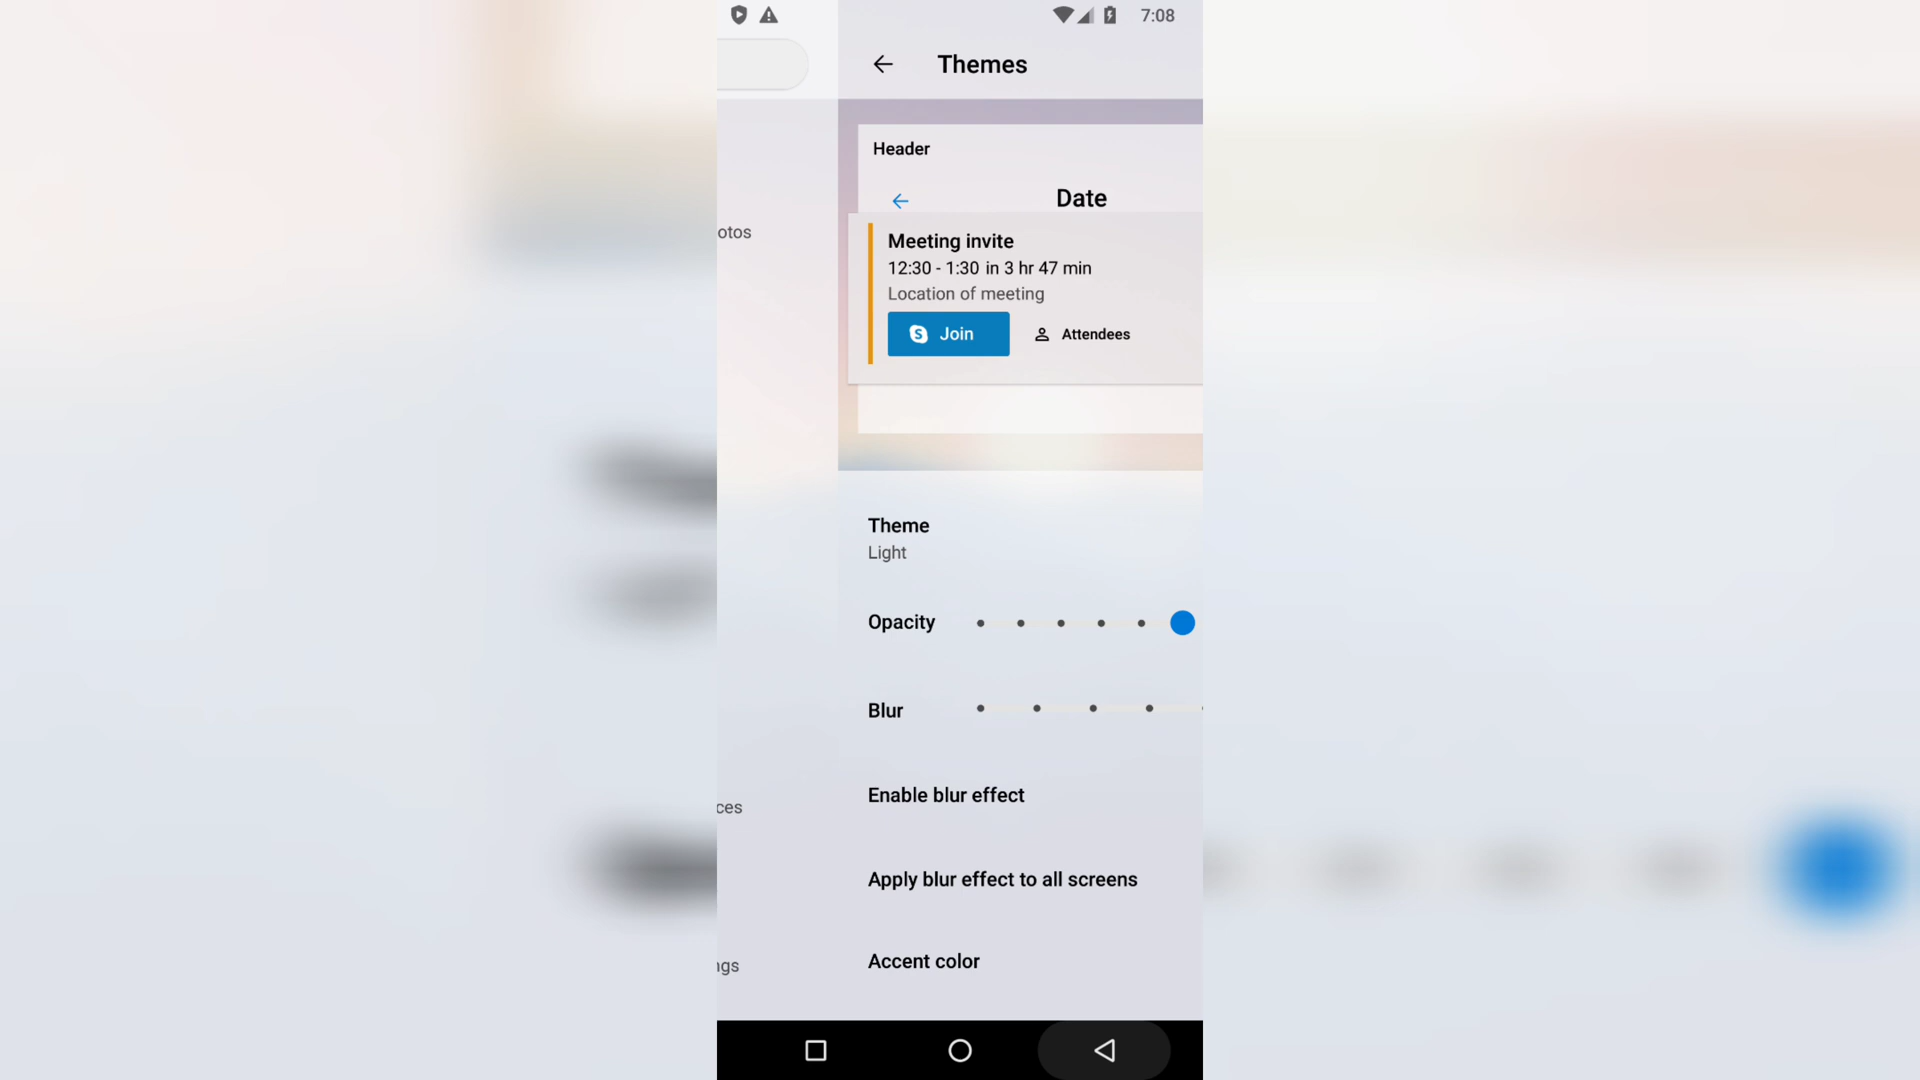 7:08
Themes
Header
Date
otos
Meeting invite
12:30 - 1:30 in 3 hr 47 min
Location of meeting
S Join
Attendees
Theme
Light
Opacity
Blur
Enable blur effect
ces
Apply blur effect to all screens
Accent color
ngs